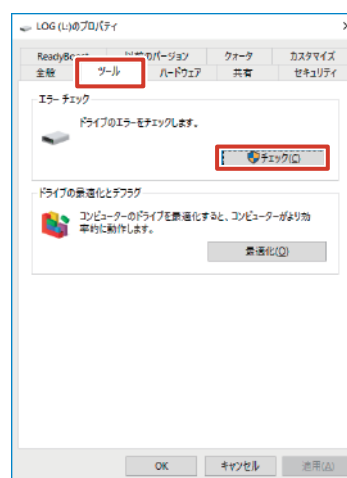 LOG (L:)のプロパティ
ReadyBoost 以前のバージョン クォータ カスタマイズ
全般 ツール ハードウェア 共有 セキュリティ
エラー チェック
ドライブのエラーをチェックします。
チェック(C)
ドライブの最適化とデフラグ
コンピューターのドライブを最適化すると、コンピューターがより効
率的に動作します。
最適化(O)
OK キャンセル 適用(A)